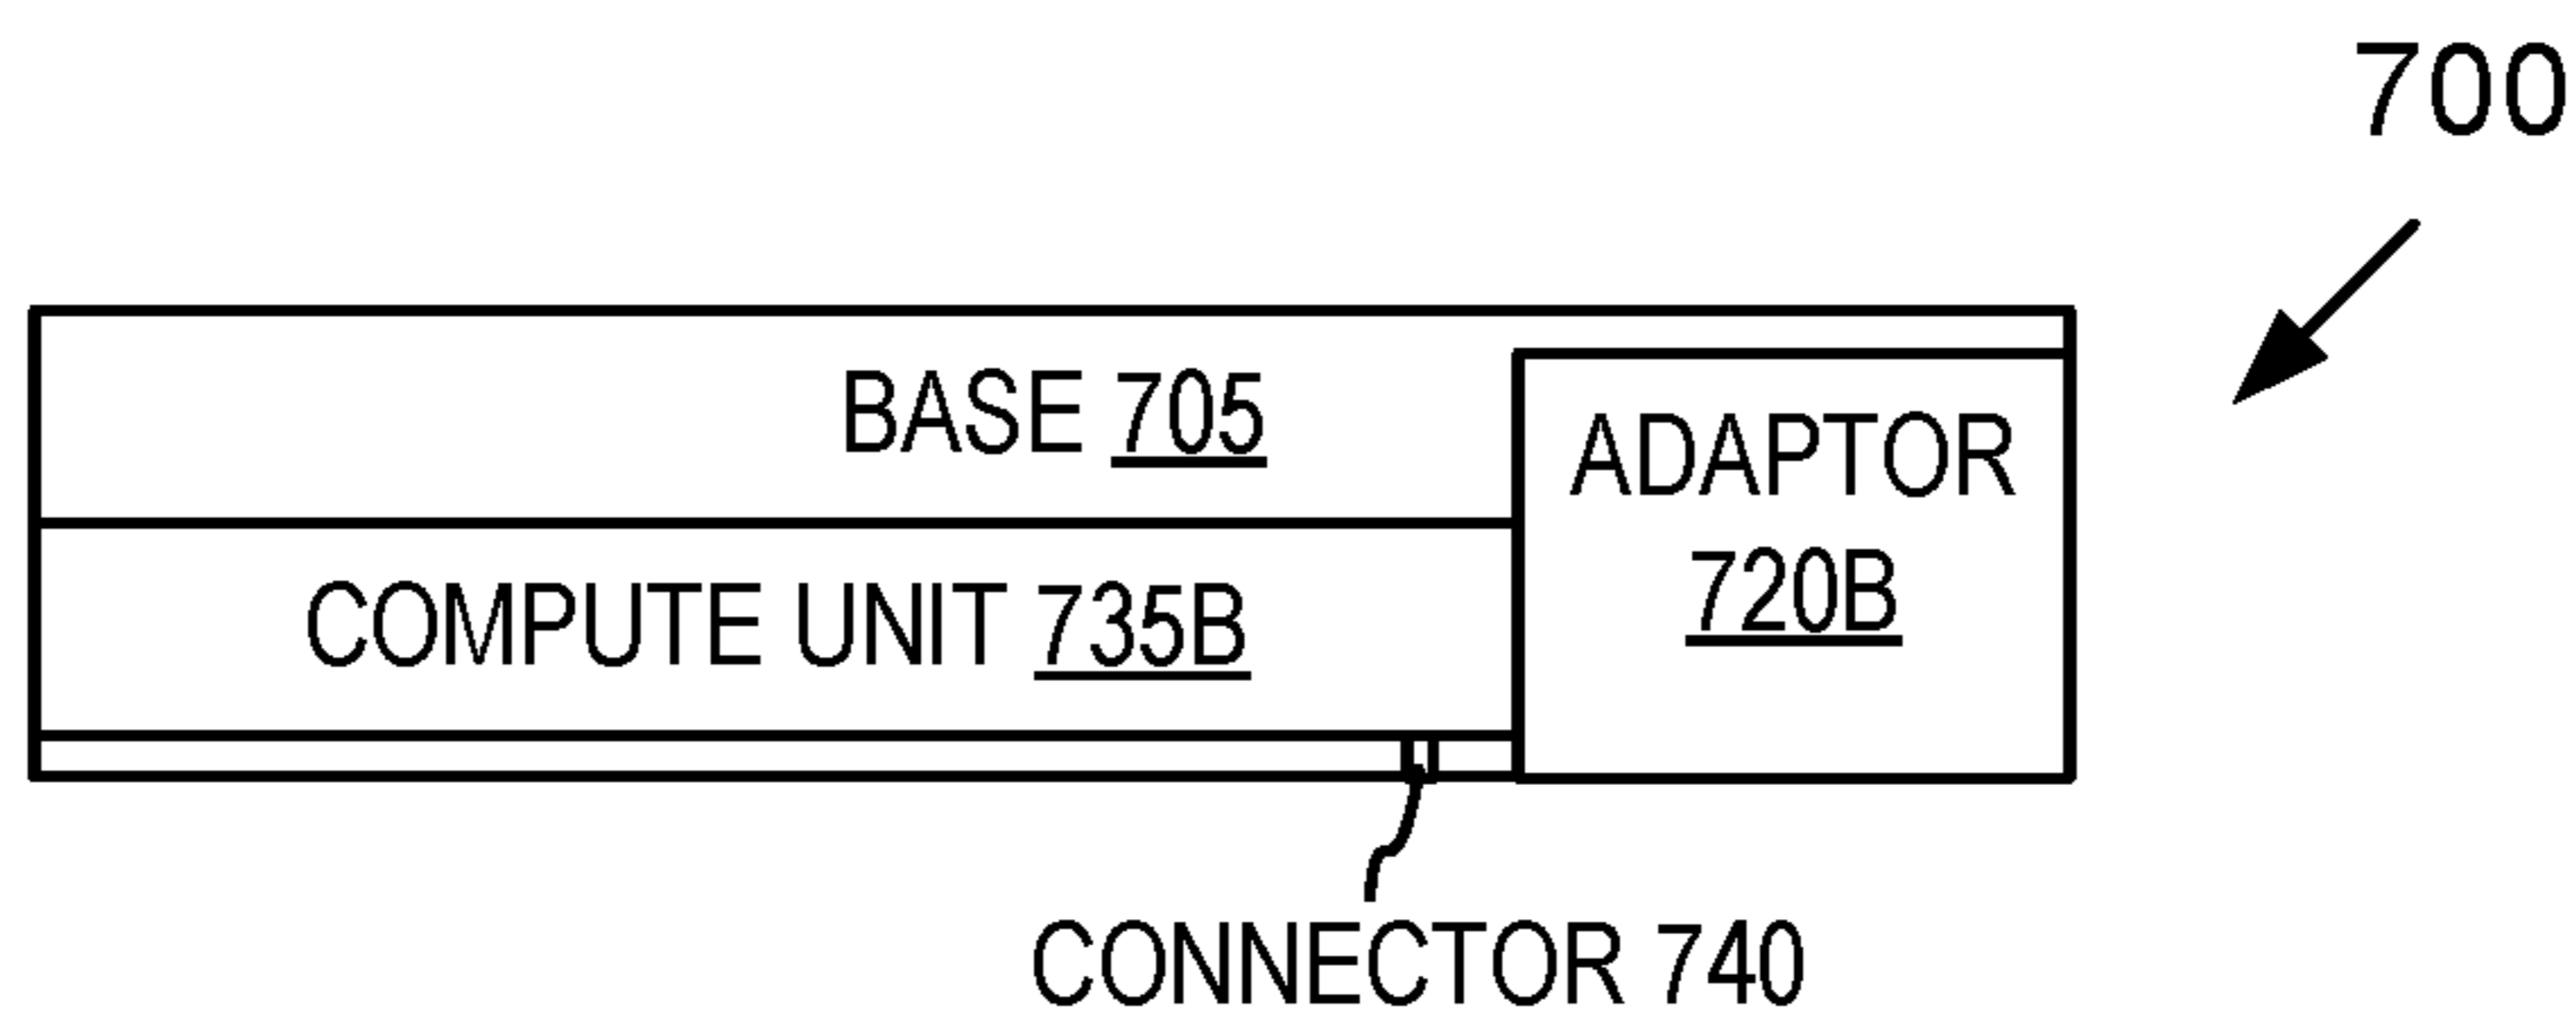 700
BASE 705
ADAPTOR
720B
COMPUTE UNIT 735B
CONNECTOR 740